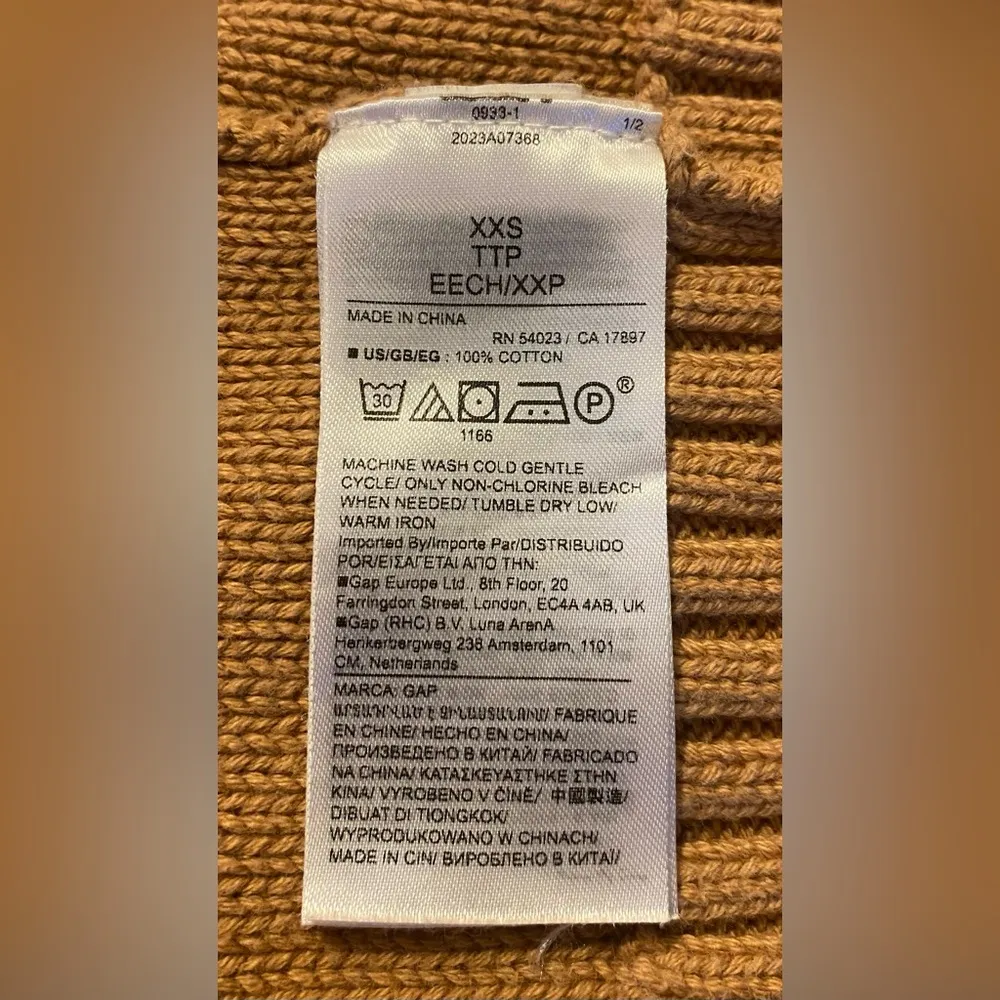 0933-1
1/2
2023A07368
XXS
TTP
EECH/XXP
MADE IN CHINA
RN 54023 / CA 17897
US/GB/EG : 100% COTTON
30
P ®
1166
MACHINE WASH COLD GENTLE
CYCLE/ ONLY NON-CHLORINE BLEACH
WHEN NEEDED/ TUMBLE DRY LOW/
WARM IRON
Imported By/Importe Par/DISTRIBUIDO
POR/ΕΙΣΑΓΕΤΑΙ ΑΠΟ ΤΗΝ:
Gap Europe Ltd., 8th Floor, 20
Farringdon Street, London, EC4A 4AB, UK
Gap (RHC) B.V. Luna ArenA
Herikerbergweg 238 Amsterdam, 1101
CM, Netherlands
MARCA: GAP
ԱՐՏԱԴՐՎԱԾ Է ՉԻՆԱՍՏԱՆՈՒՄ/ FABRIQUE
EN CHINE/ HECHO EN CHINA/
ПРОИЗВЕДЕНО В КИТАЙ/ FABRICADO
NA CHINA/ ΚΑΤΑΣΚΕΥΑΣΤΗΚΕ ΣΤΗΝ
ΚΙΝΑ/ VYROBENO V ČÍNĚ/ 中國製造/
DIBUAT DI TIONGKOK/
WYPRODUKOWANO W CHINACH/
MADE IN CIN/ ВИРОБЛЕНО В КИТАЇ/